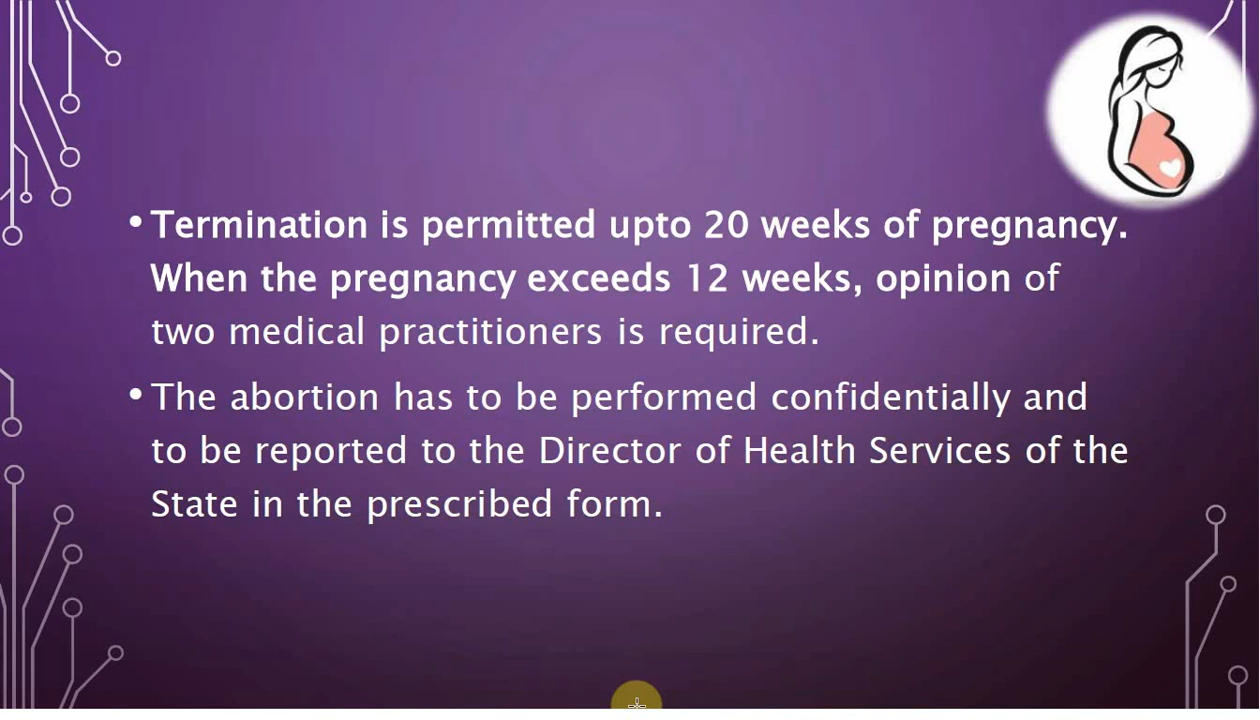 • Termination is permitted upto 20 weeks of pregnancy.
When the pregnancy exceeds 12 weeks, opinion of
two medical practitioners is required.
• The abortion has to be performed confidentially and
to be reported to the Director of Health Services of the
State in the prescribed form.